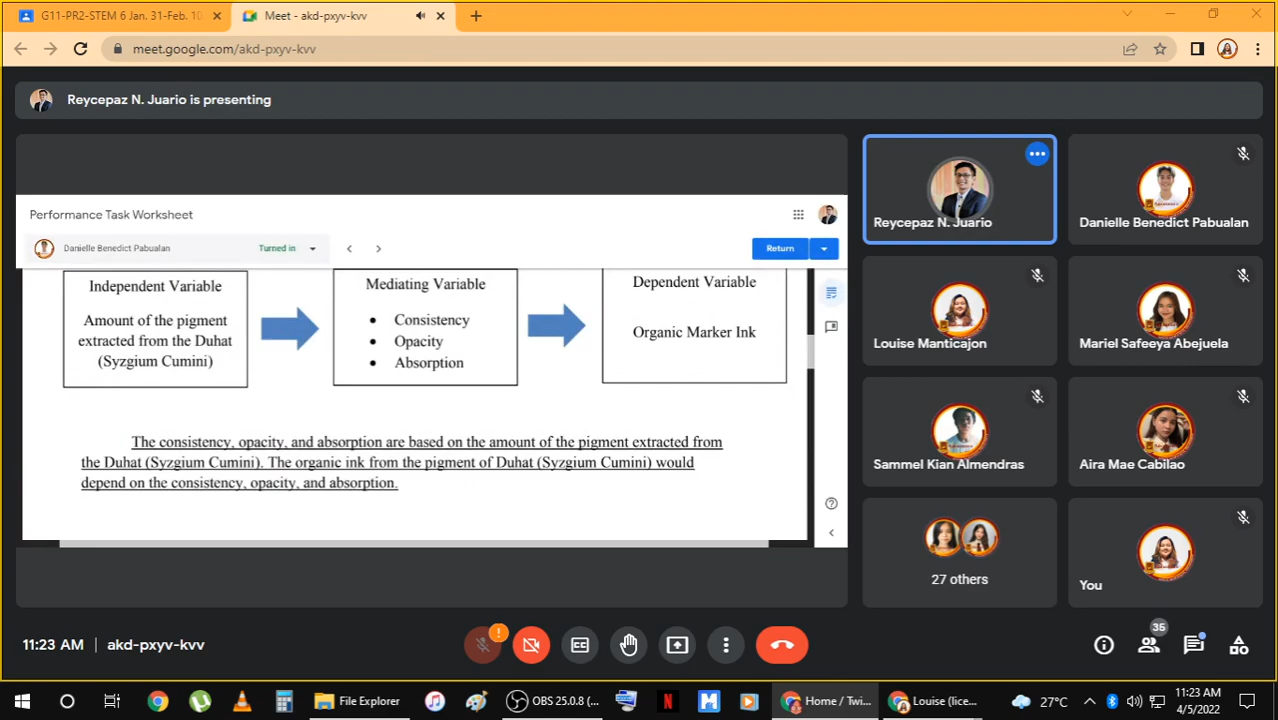 G11-PR2-STEM 6 Jan. 31-Feb. 10
Meet - akd-pxyv-kvv
meet.google.com/akd-pxyv-kvv
Reycepaz N. Juario is presenting
Performance Task Worksheet
Danielle Benedict Pabualan
Turned in
Return
Independent Variable
Amount of the pigment
extracted from the Duhat
(Syzgium Cumini)
Mediating Variable
Consistency
Opacity
Absorption
Dependent Variable
Organic Marker Ink
The consistency, opacity, and absorption are based on the amount of the pigment extracted from
the Duhat (Syzgium Cumini). The organic ink from the pigment of Duhat (Syzgium Cumini) would
depend on the consistency, opacity, and absorption.
Reycepaz N. Juario
Danielle Benedict Pabualan
Louise Manticajon
Mariel Safeeya Abejuela
Sammel Kian Almendras
Aira Mae Cabilao
27 others
You
11:23 AM | akd-pxyv-kvv
CC
35
File Explorer
OBS 25.0.8 (...
Home / Twi...
Louise (lice...
27°C
11:23 AM
4/5/2022